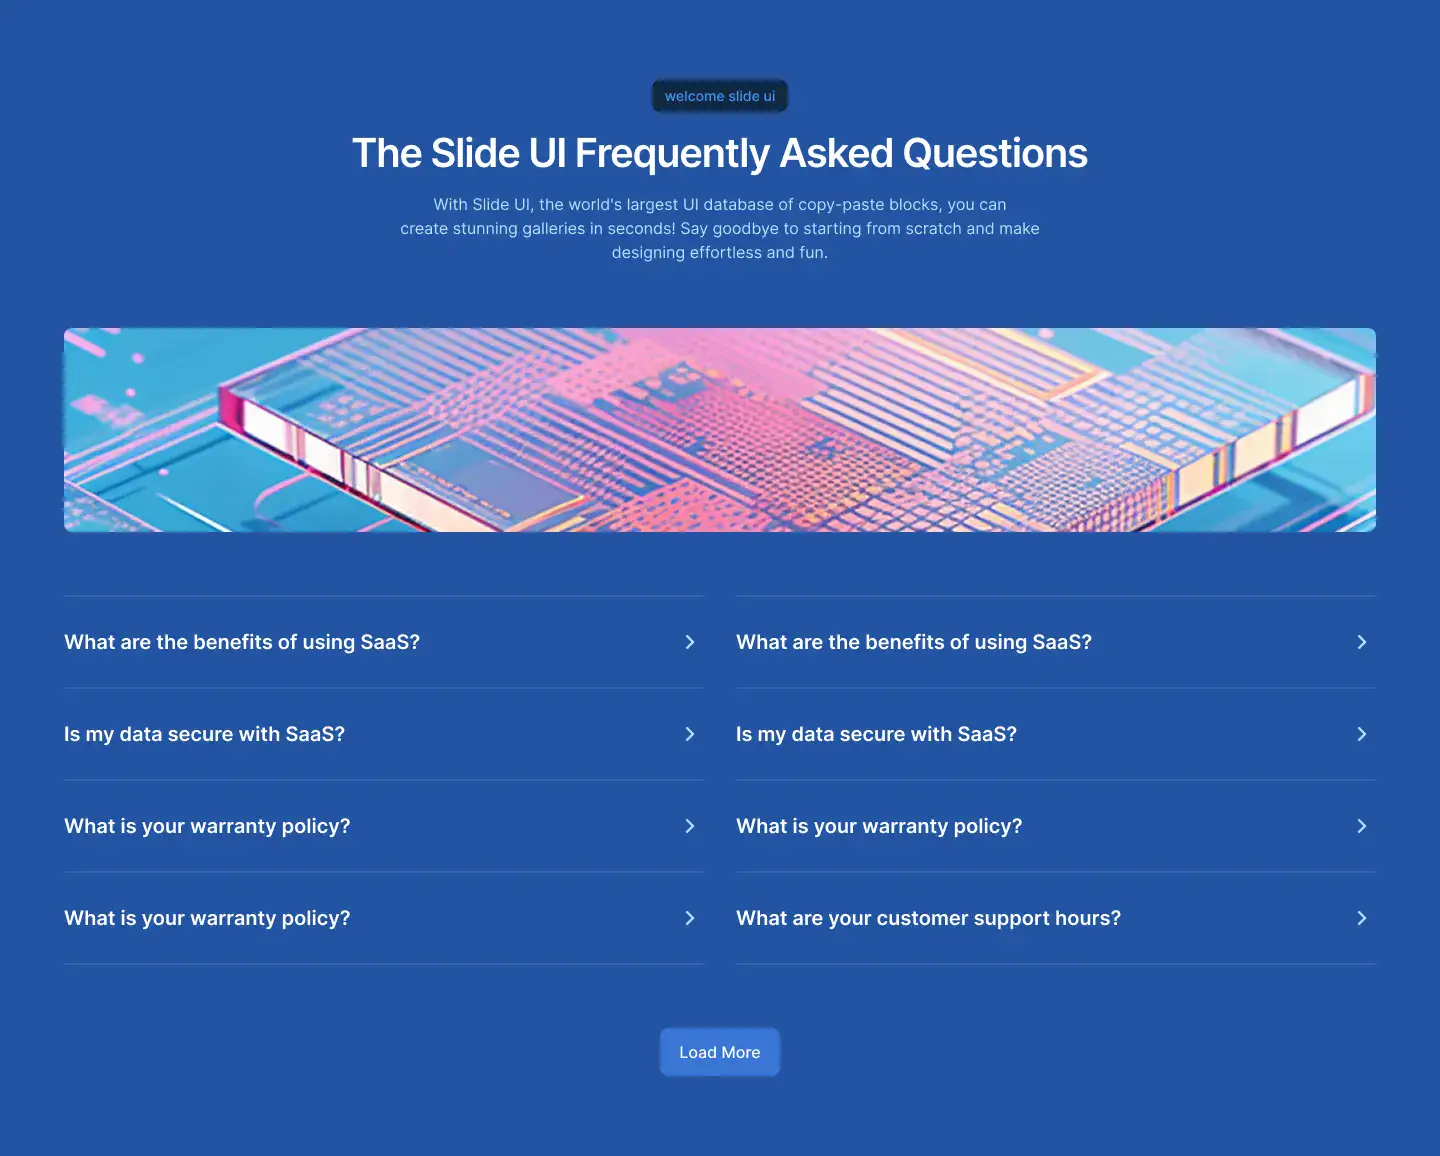 welcome slide ui
The Slide UI Frequently Asked Questions
With Slide UI, the world's largest UI database of copy-paste blocks, you can
create stunning galleries in seconds! Say goodbye to starting from scratch and make
designing effortless and fun.
What are the benefits of using SaaS?
Is my data secure with SaaS?
What is your warranty policy?
What is your warranty policy?
What are the benefits of using SaaS?
Is my data secure with SaaS?
What is your warranty policy?
What are your customer support hours?
Load More